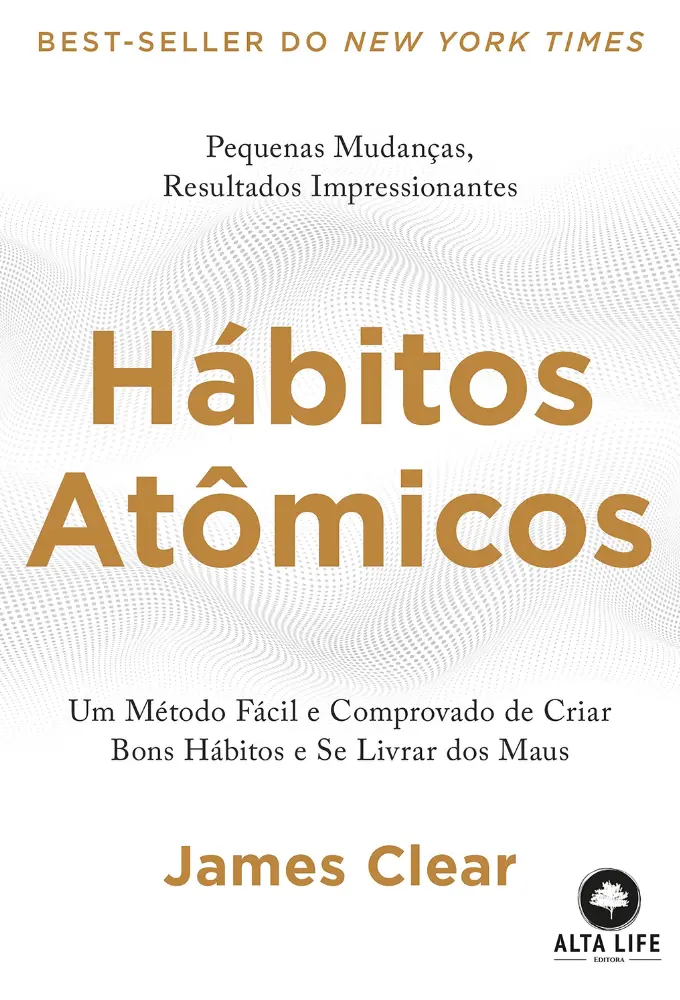 BEST-SELLER DO NEW YORK TIMES
Pequenas Mudanças,
Resultados Impressionantes
Hábitos
Atômicos
Um Método Fácil e Comprovado de Criar
Bons Hábitos e Se Livrar dos Maus
James Clear
ALTA LIFE
EDITORA